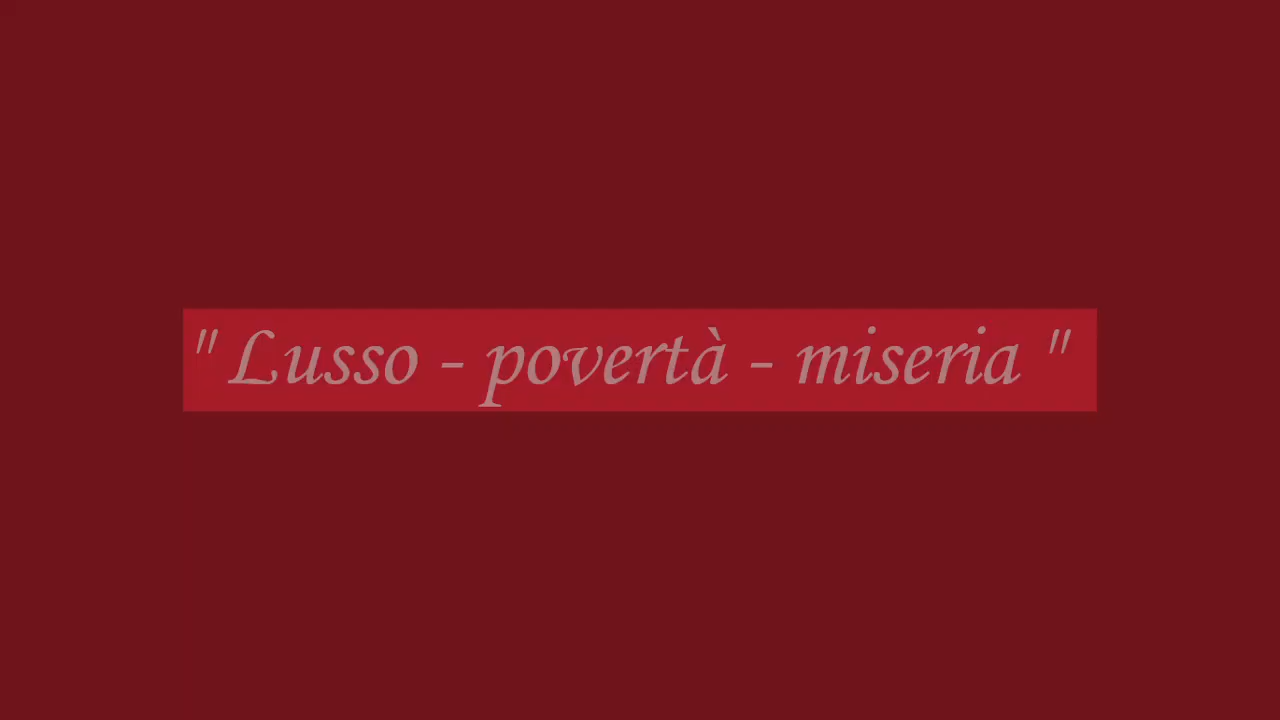 " Lusso - povertà - miseria "